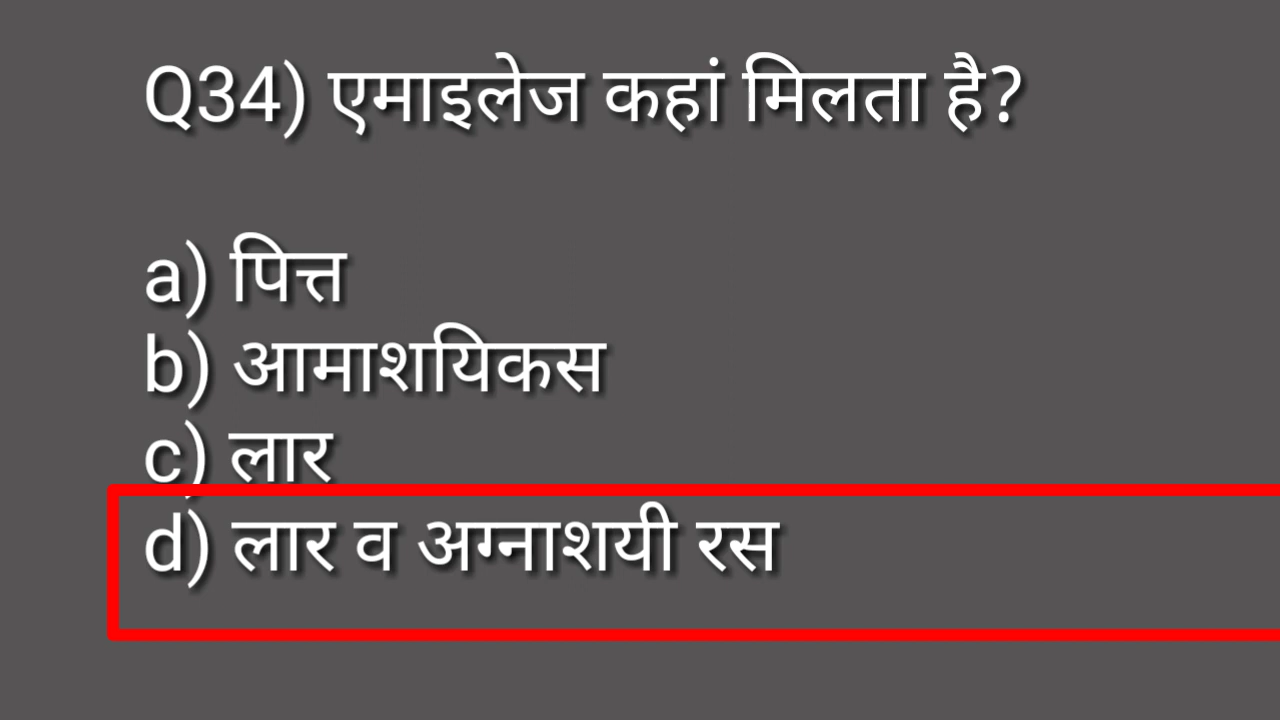 Q34) एमाइलेज कहां मिलता है?
a) पित्त
b) आमाशयिकस
c) लार
d) लार व अग्नाशयी रस